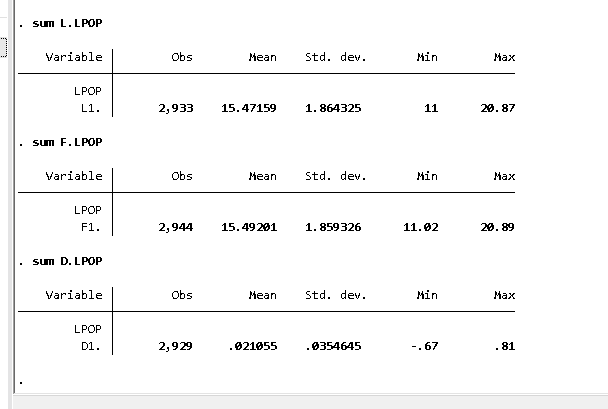 . sum L.LPOP
Variable Obs Mean Std. dev. Min Max
LPOP
L1. 2,933 15.47159 1.864325 11 20.87
. sum F.LPOP
Variable Obs Mean Std. dev. Min Max
LPOP
F1. 2,944 15.49201 1.859326 11.02 20.89
. sum D.LPOP
Variable Obs Mean Std. dev. Min Max
LPOP
D1. 2,929 .021055 .0354645 -.67 .81
.